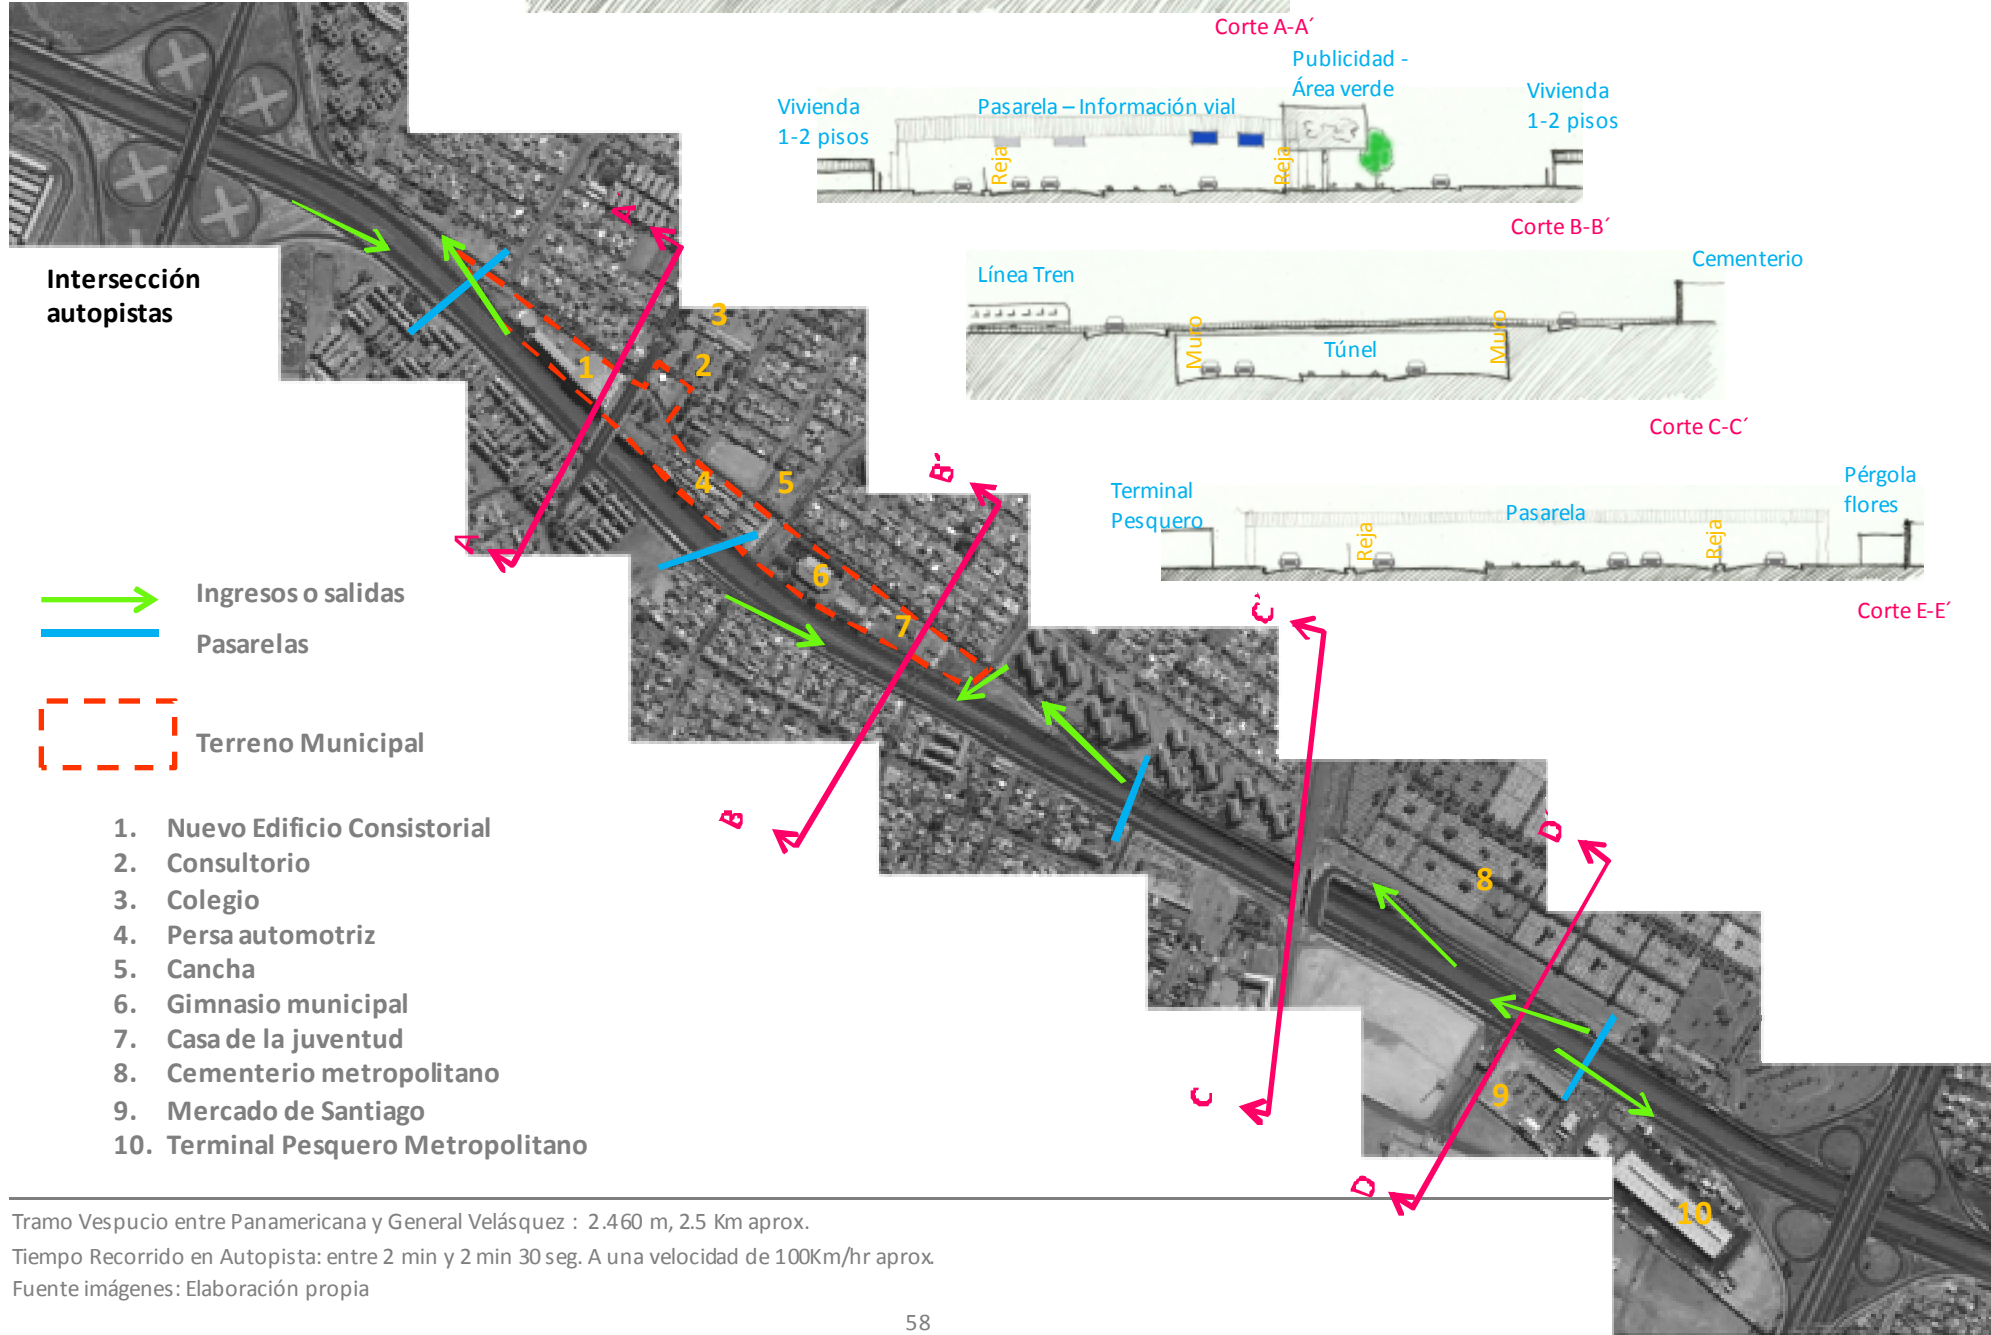 Corte A-A´
Publicidad -
Área verde
Vivienda
1-2 pisos
Pasarela – Información vial
Vivienda
1-2 pisos
Reja
Reja
Corte B-B´
Línea Tren
Cementerio
Muro
Túnel
Muro
Corte C-C´
Terminal
Pesquero
Pasarela
Pérgola
flores
Reja
Reja
Corte E-E´
Intersección
autopistas
A´
3
1
2
4
5
B´
A
6
7
C´
B
D´
8
C
9
D
10
Ingresos o salidas
Pasarelas
Terreno Municipal
1. Nuevo Edificio Consistorial
2. Consultorio
3. Colegio
4. Persa automotriz
5. Cancha
6. Gimnasio municipal
7. Casa de la juventud
8. Cementerio metropolitano
9. Mercado de Santiago
10. Terminal Pesquero Metropolitano
Tramo Vespucio entre Panamericana y General Velásquez : 2.460 m, 2.5 Km aprox.
Tiempo Recorrido en Autopista: entre 2 min y 2 min 30 seg. A una velocidad de 100Km/hr aprox.
Fuente imágenes: Elaboración propia
58